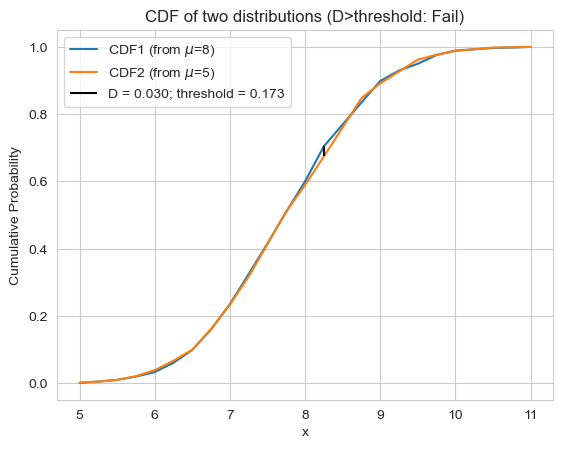 CDF of two distributions (D>threshold: Fail)
CDF1 (from μ=8)
CDF2 (from μ=5)
D = 0.030; threshold = 0.173
Cumulative Probability
1.0
0.8
0.6
0.4
0.2
0.0
5 6 7 8 9 10 11
x